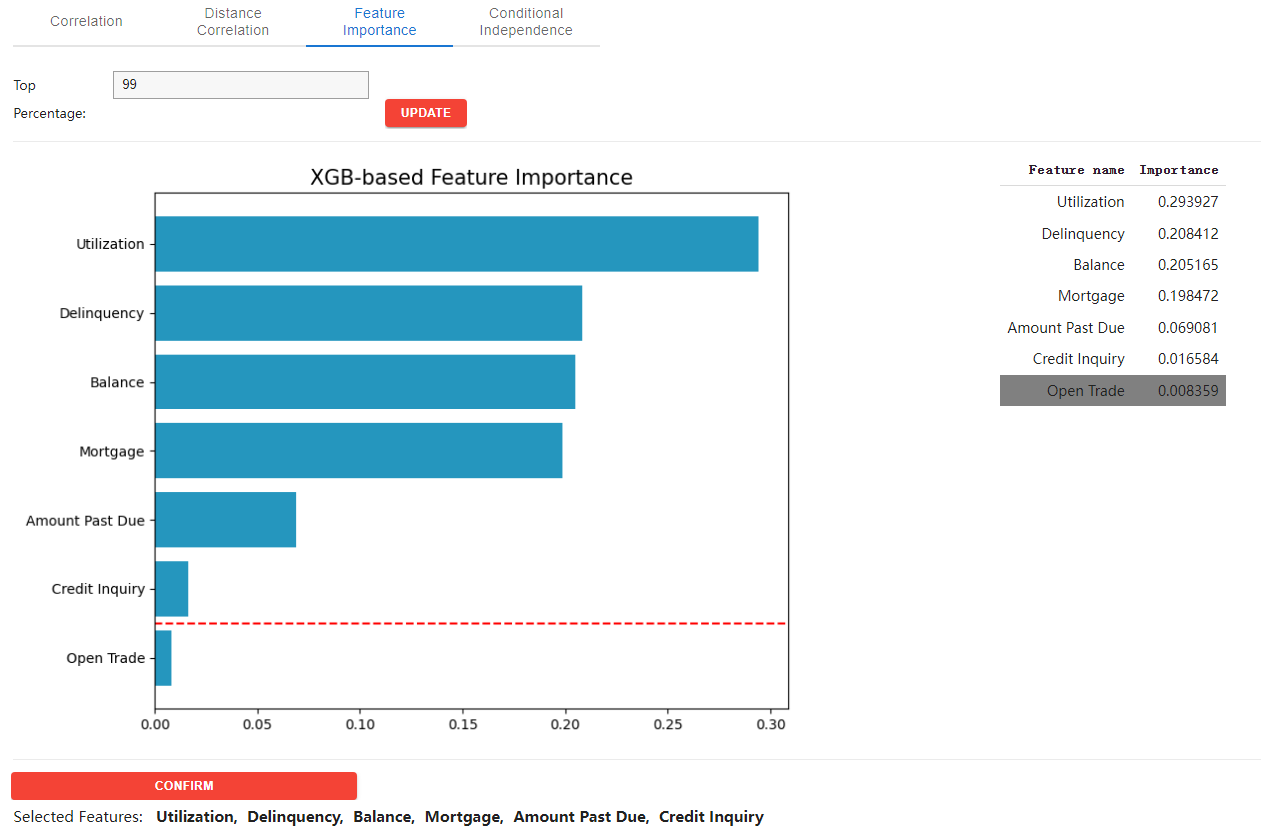 Correlation
Distance
Correlation
Feature
Importance
Conditional
Independence
Top
Percentage:
99
UPDATE
XGB-based Feature Importance
Utilization
Delinquency
Balance
Mortgage
Amount Past Due
Credit Inquiry
Open Trade
0.00 0.05 0.10 0.15 0.20 0.25 0.30
Feature name Importance
Utilization 0.293927
Delinquency 0.208412
Balance 0.205165
Mortgage 0.198472
Amount Past Due 0.069081
Credit Inquiry 0.016584
Open Trade 0.008359
CONFIRM
Selected Features: Utilization, Delinquency, Balance, Mortgage, Amount Past Due, Credit Inquiry